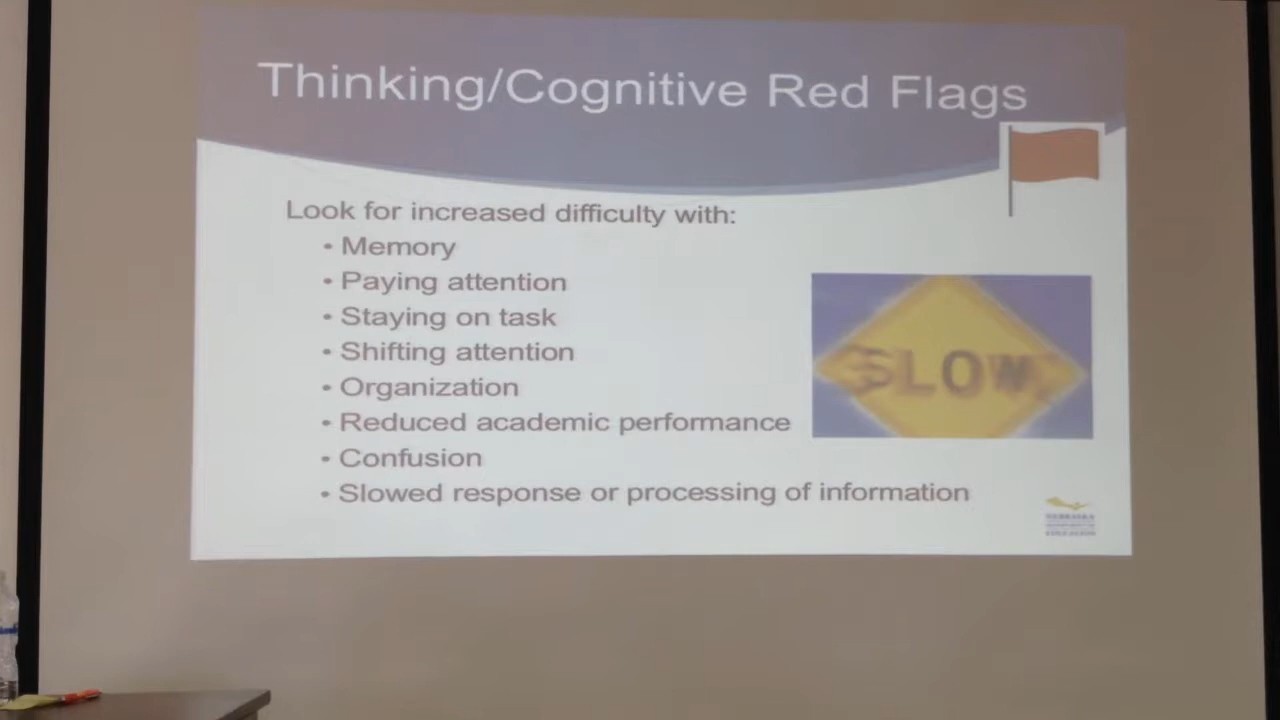 Thinking/Cognitive Red Flags
Look for increased difficulty with:
• Memory
• Paying attention
• Staying on task
• Shifting attention
• Organization
• Reduced academic performance
• Confusion
• Slowed response or processing of information
SLOW